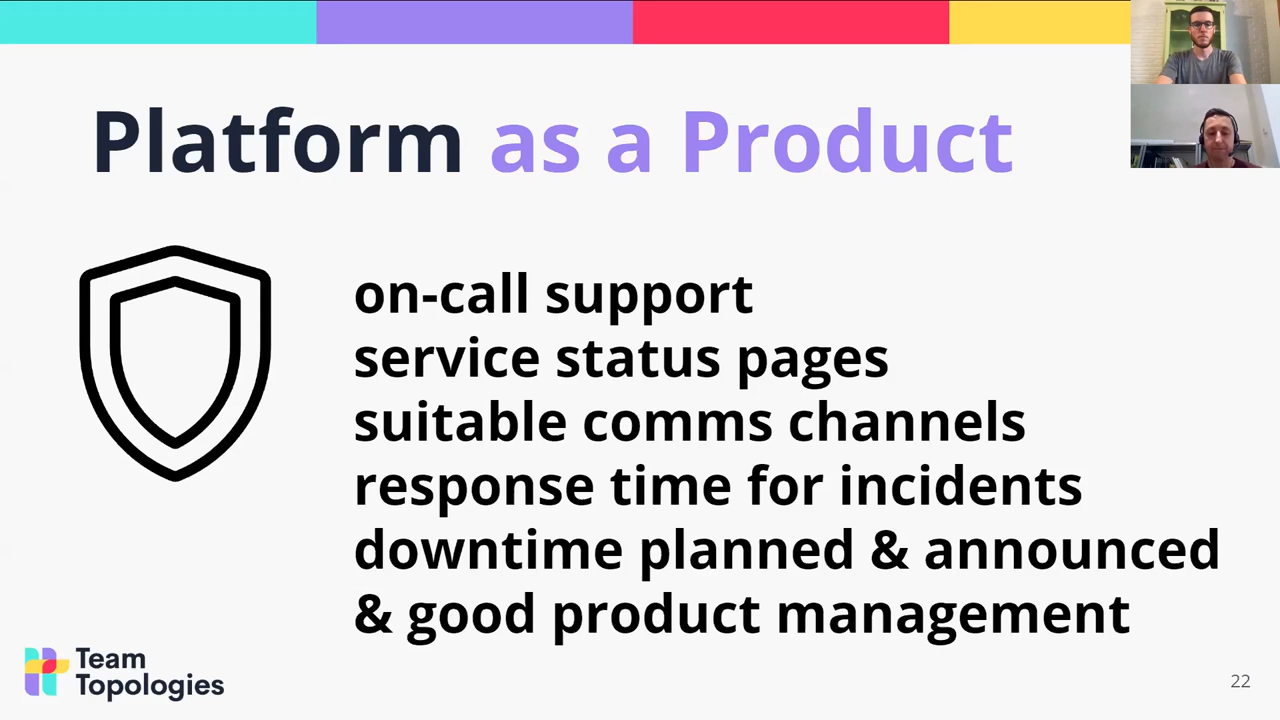 Platform as a Product
on-call support
service status pages
suitable comms channels
response time for incidents
downtime planned & announced
& good product management
Team
Topologies
22